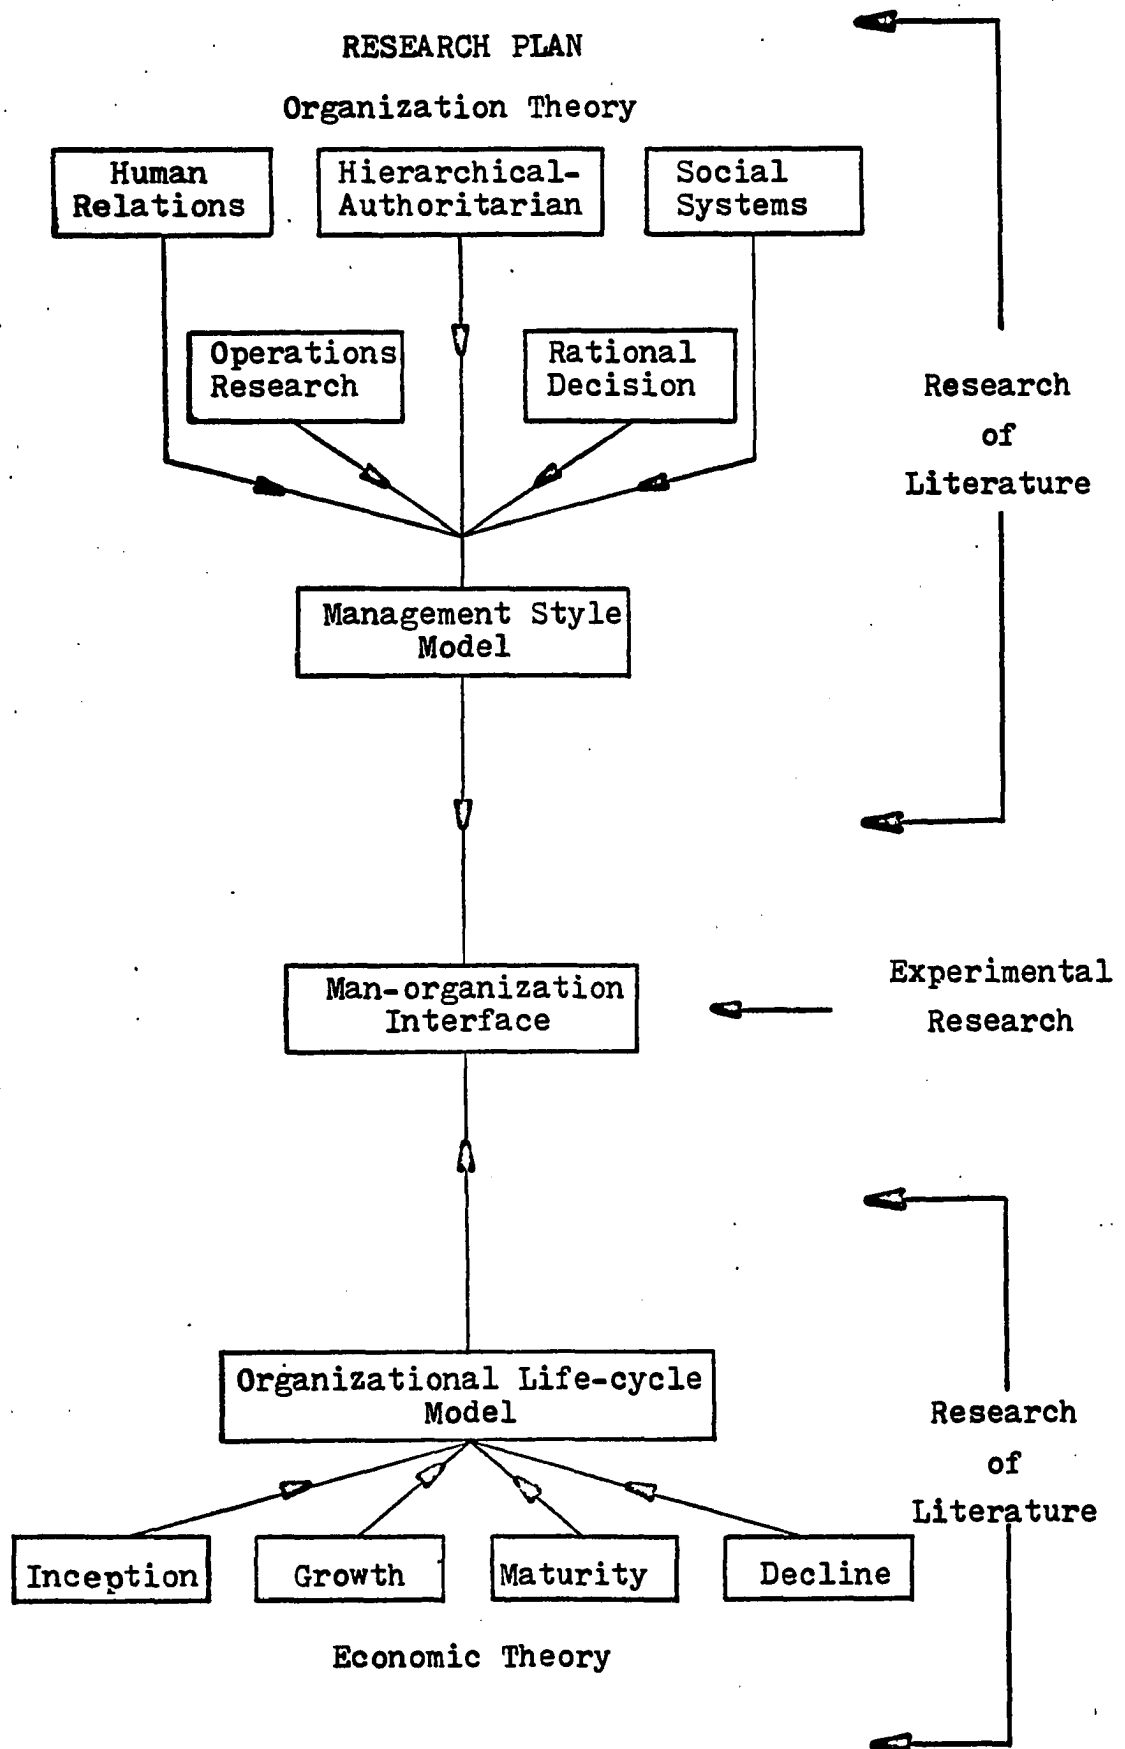 RESEARCH PLAN
Organization Theory
Human
Relations
Hierarchical-
Authoritarian
Social
Systems
Operations
Research
Rational
Decision
Research
of
Literature
Management Style
Model
Man-organization
Interface
Experimental
Research
Organizational Life-cycle
Model
Research
of
Literature
Inception
Growth
Maturity
Decline
Economic Theory